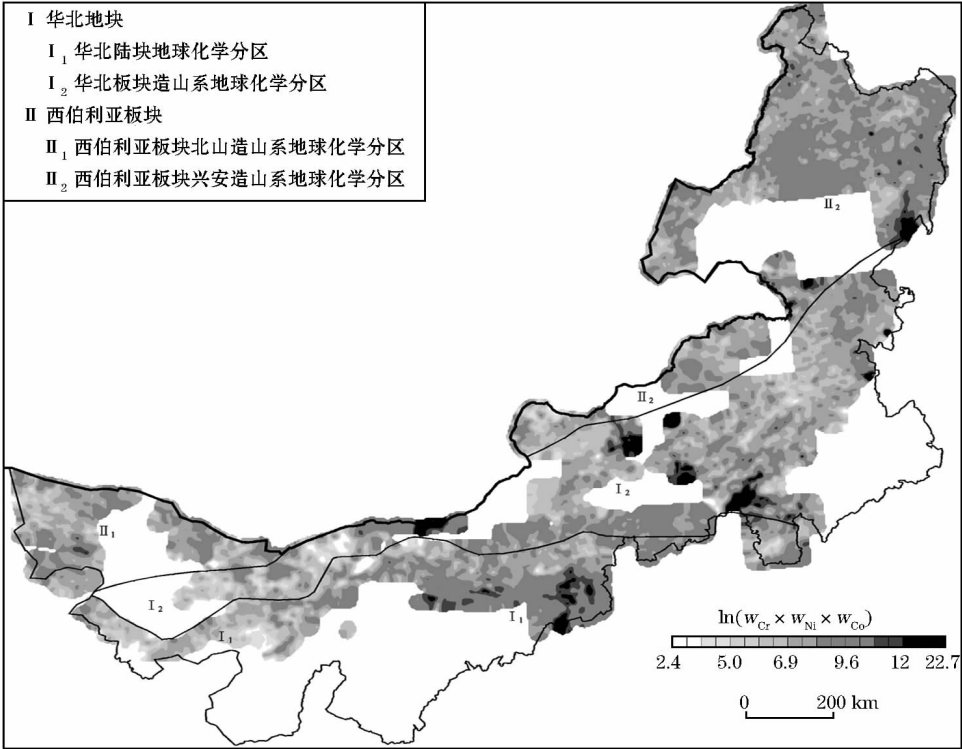 Ⅰ 华北地块
Ⅰ₁ 华北陆块地球化学分区
Ⅰ₂ 华北板块造山系地球化学分区
Ⅱ 西伯利亚板块
Ⅱ₁ 西伯利亚板块北山造山系地球化学分区
Ⅱ₂ 西伯利亚板块兴安造山系地球化学分区
Ⅱ₂
Ⅱ₂
Ⅰ₂
Ⅱ₁
Ⅰ₂
Ⅰ₁
Ⅰ₁
ln(w_Cr × w_Ni × w_Co)
2.4 5.0 6.9 9.6 12 22.7
0 200 km